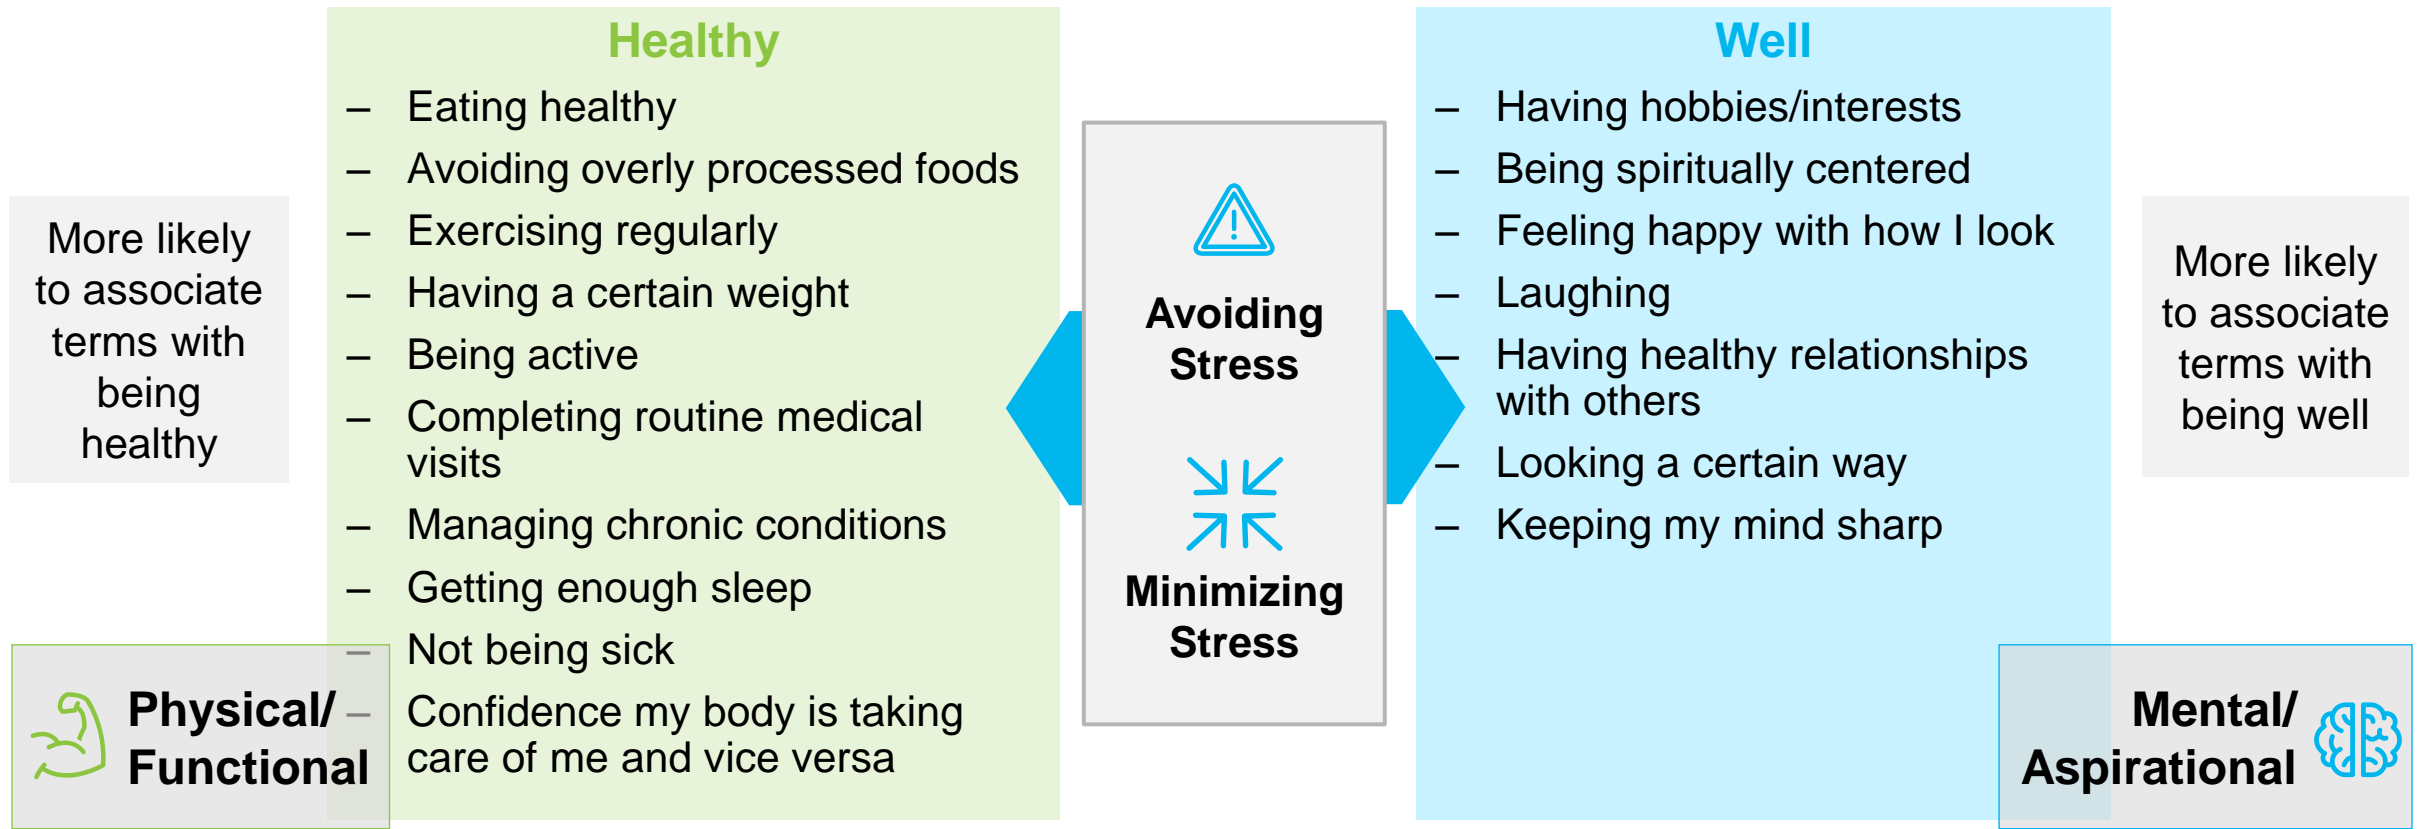 More likely
to associate
terms with
being
healthy
Physical/
Functional
Healthy
– Eating healthy
– Avoiding overly processed foods
– Exercising regularly
– Having a certain weight
– Being active
– Completing routine medical
visits
– Managing chronic conditions
– Getting enough sleep
– Not being sick
– Confidence my body is taking
care of me and vice versa
Avoiding
Stress
Minimizing
Stress
Well
– Having hobbies/interests
– Being spiritually centered
– Feeling happy with how I look
– Laughing
– Having healthy relationships
with others
– Looking a certain way
– Keeping my mind sharp
More likely
to associate
terms with
being well
Mental/
Aspirational